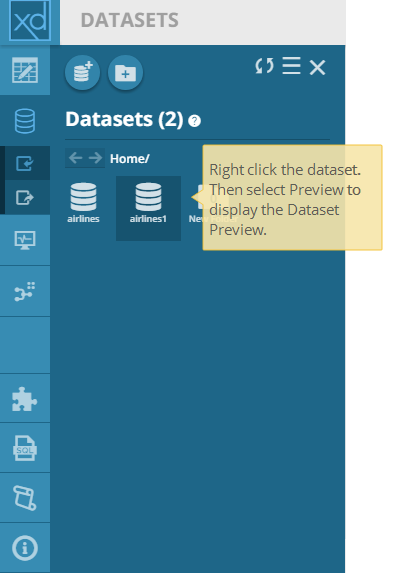 xd
DATASETS
Datasets (2) ?
Home/
Right click the dataset.
Then select Preview to
display the Dataset
Preview.
airlines
airlines1
New
SQL